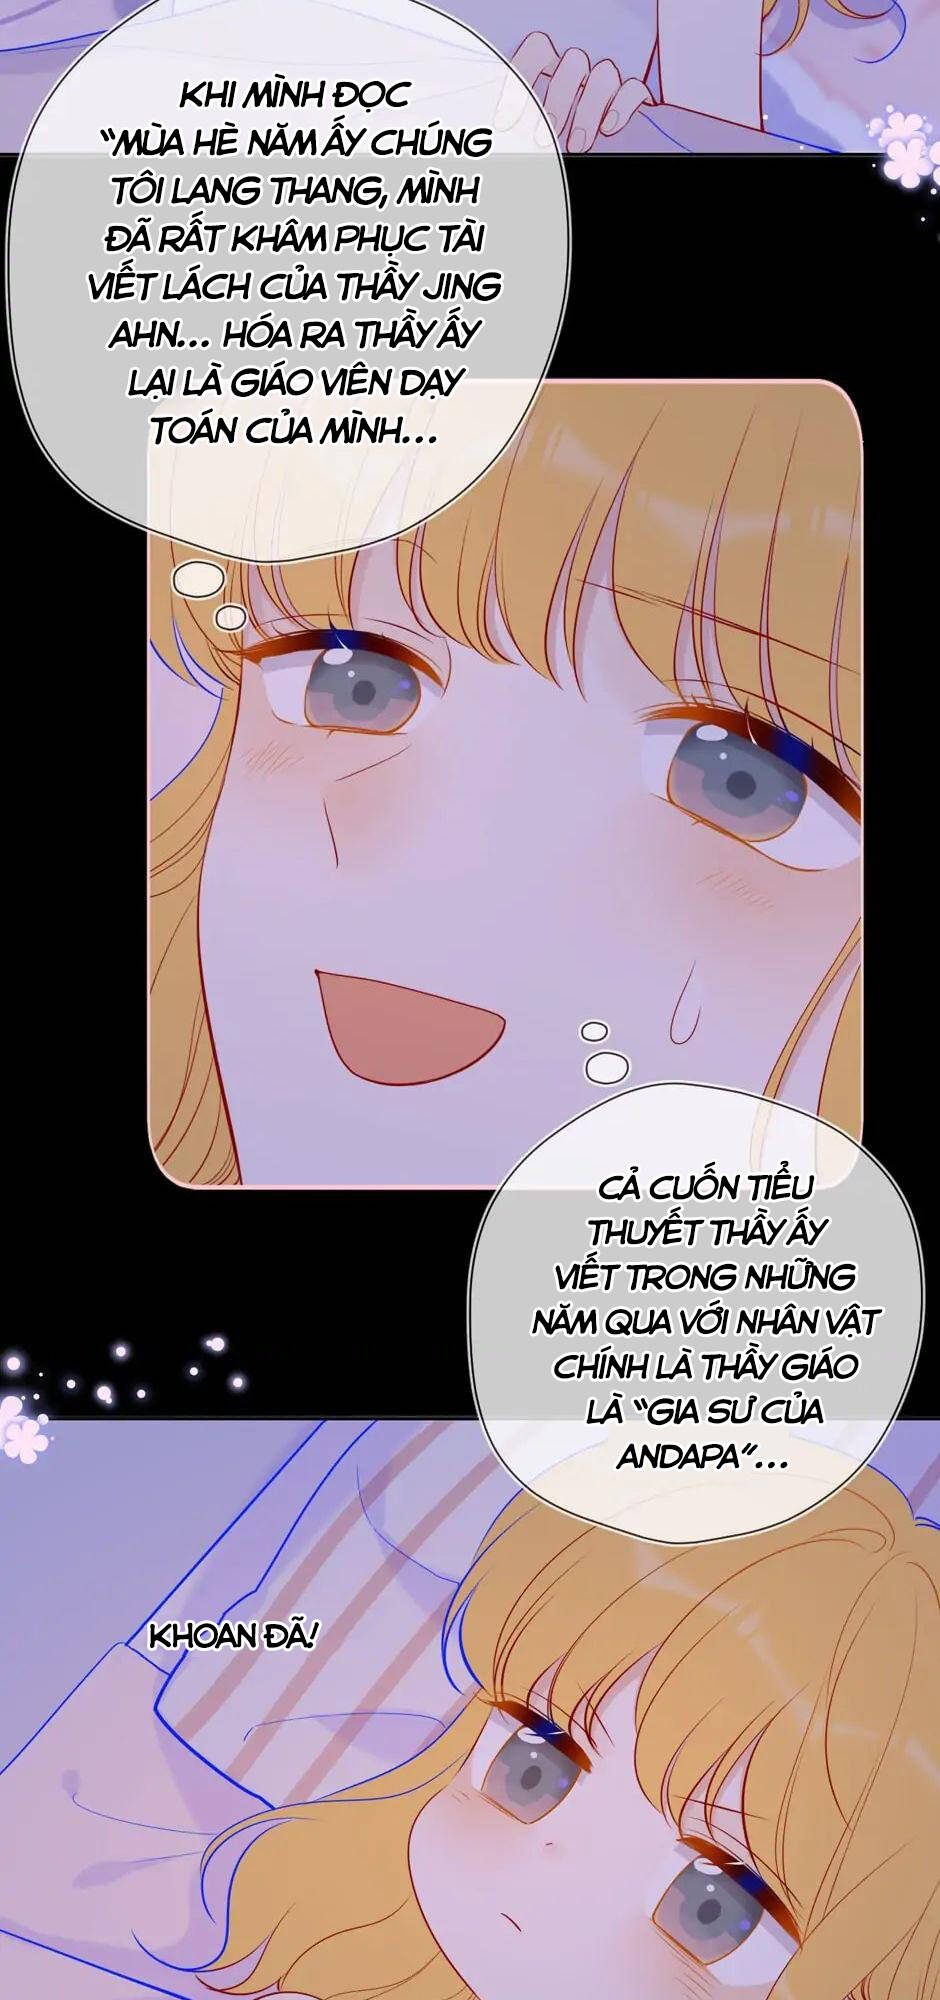 KHI MÌNH ĐỌC
"MÙA HÈ NĂM ẤY CHÚNG
TÔI LANG THANG, MÌNH
ĐÃ RẤT KHÂM PHỤC TÀI
VIẾT LÁCH CỦA THẦY JING
AHN... HÓA RA THẦY ẤY
LẠI LÀ GIÁO VIÊN DẠY
TOÁN CỦA MÌNH...
CẢ CUỐN TIỂU
THUYẾT THẦY ẤY
VIẾT TRONG NHỮNG
NĂM QUA VỚI NHÂN VẬT
CHÍNH LÀ THẦY GIÁO
LÀ "GIA SƯ CỦA
ANDAPA"...
KHOAN ĐÃ!